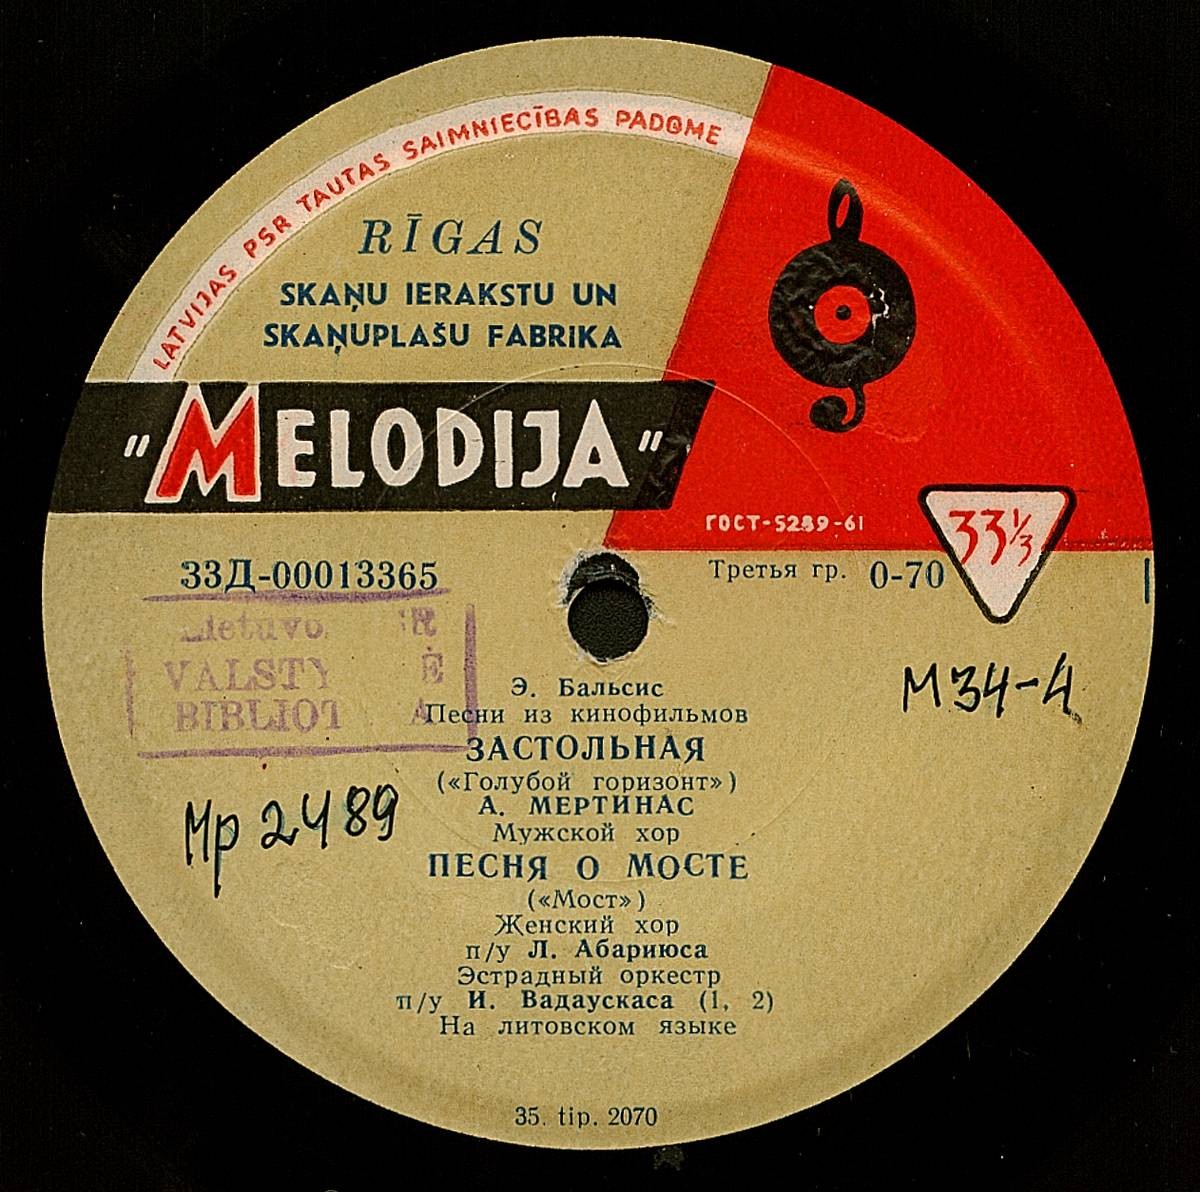 LATVIJAS PSR TAUTAS SAIMNIECĪBAS PADOME
RĪGAS
SKAŅU IERAKSTU UN
SKAŅUPLAŠU FABRIKA
"MELODIJA"
ГОСТ-5289-61
33⅓
33Д-00013365
Третья гр. 0-70
Lietuvo
VALSTY
BIBLIOT
M34-4
Э. Бальсис
Песни из кинофильмов
ЗАСТОЛЬНАЯ
(«Голубой горизонт»)
А. МЕРТИНАС
Мр 2489
Мужской хор
ПЕСНЯ О МОСТЕ
(«Мост»)
Женский хор
п/у Л. Абариюса
Эстрадный оркестр
п/у И. Вадаускаса (1, 2)
На литовском языке
35. tip. 2070